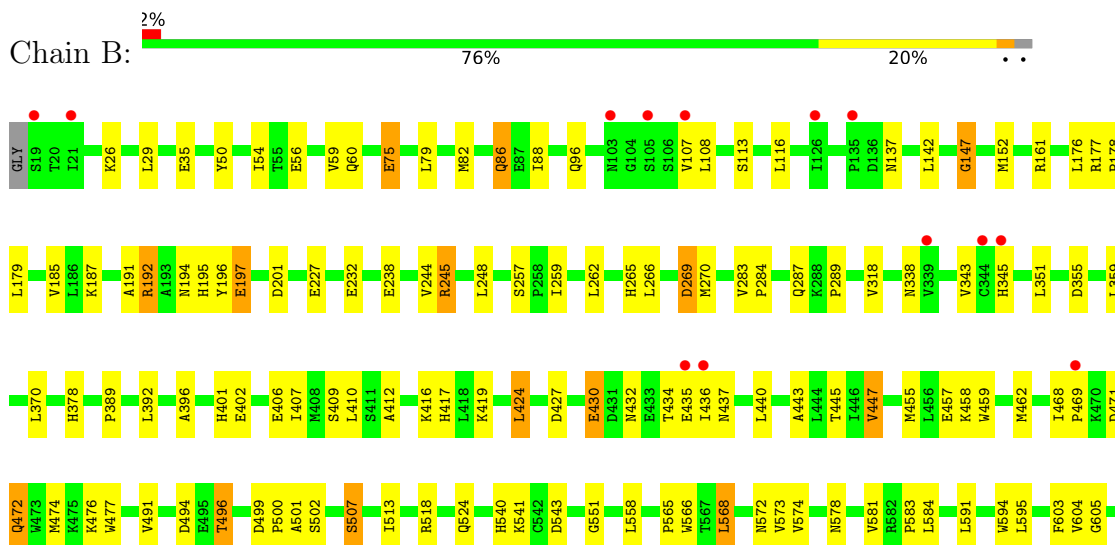 2%
Chain B:
76% 20% • •
GLY S19 T20 I21 K26 L29 E35 Y50 I54 T55 E56 V59 Q60 E75 L79 M82 Q86 E87 I88 Q96 N103 G104 S105 S106 V107 L108 S113 L116 I126 P135 D136 N137 L142 G147 M152 R161 L176 R177
L179 V185 L186 K187 A191 R192 A193 N194 H195 Y196 E197 D201 E227 E232 E238 V244 R245 L248 S257 P258 I259 L262 H265 L266 D269 M270 V283 P284 Q287 K288 P289 V318 N338 V339 V343 C344 H345 L351 D355 L359
L370 H378 P389 L392 A396 H401 E402 E406 I407 M408 S409 L410 S411 A412 K416 H417 L418 K419 L424 D427 E430 D431 N432 E433 T434 E435 I436 N437 L440 A443 L444 T445 I446 V447 M455 L456 E457 K458 W459 M462 I468 P469 K470
Q472 W473 M474 K475 K476 W477 V491 D494 E495 T496 D499 P500 A501 S502 S507 I513 R518 Q524 H540 K541 C542 D543 G551 L558 P565 W566 T567 L568 N572 V573 V574 N578 V581 R582 P583 L584 L591 W594 L595 F603 V604 G605